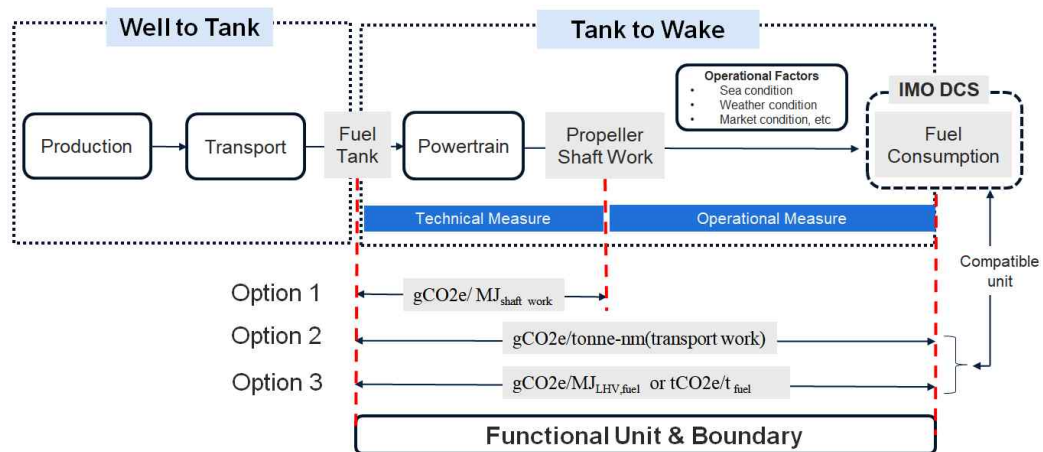 Well to Tank
Tank to Wake
Operational Factors
• Sea condition
• Weather condition
• Market condition, etc
IMO DCS
Production
Transport
Fuel
Tank
Powertrain
Propeller
Shaft Work
Fuel
Consumption
Technical Measure
Operational Measure
Compatible
unit
Option 1
gCO2e/ MJshaft work
Option 2
gCO2e/tonne-nm(transport work)
Option 3
gCO2e/MJLHV,fuel or tCO2e/t fuel
Functional Unit & Boundary